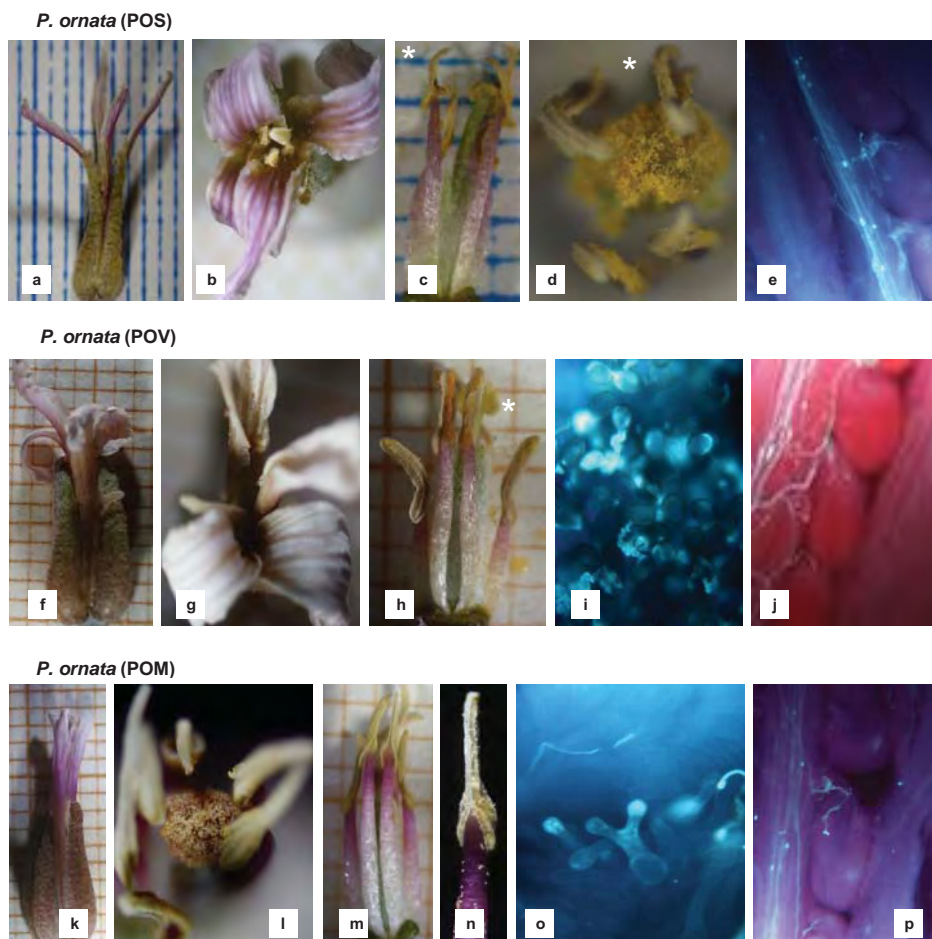 P. ornata (POS)
*
*
a
b
c
d
e
P. ornata (POV)
*
f
g
h
i
j
P. ornata (POM)
k
l
m
n
o
p